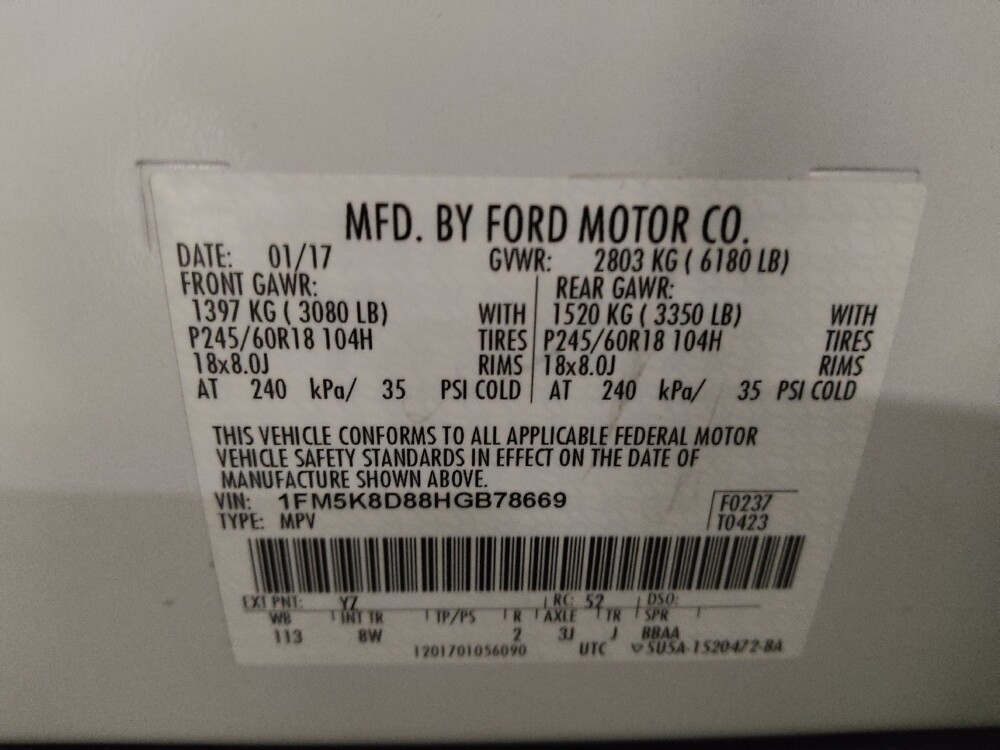 MFD. BY FORD MOTOR CO.
DATE: 01/17 GVWR: 2803 KG ( 6180 LB)
FRONT GAWR: REAR GAWR:
1397 KG ( 3080 LB) WITH 1520 KG ( 3350 LB) WITH
P245/60R18 104H TIRES P245/60R18 104H TIRES
18x8.0J RIMS 18x8.0J RIMS
AT 240 kPa/ 35 PSI COLD AT 240 kPa/ 35 PSI COLD
THIS VEHICLE CONFORMS TO ALL APPLICABLE FEDERAL MOTOR
VEHICLE SAFETY STANDARDS IN EFFECT ON THE DATE OF
MANUFACTURE SHOWN ABOVE.
VIN: 1FM5K8D88HGB78669 F0237
TYPE: MPV T0423
EXT PNT: YZ RC: 52 DSO:
WB INT TR TP/PS R AXLE TR SPR
113 8W 2 3J J BBAA
1201701056090 UTC 5U5A-1520472-BA